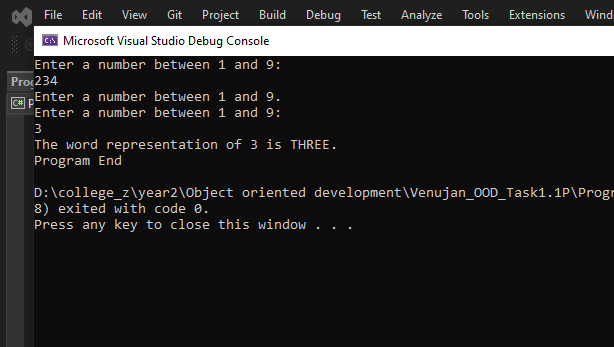 File Edit View Git Project Build Debug Test Analyze Tools Extensions Wind
Microsoft Visual Studio Debug Console
Prog
C# P
Enter a number between 1 and 9:
234
Enter a number between 1 and 9.
Enter a number between 1 and 9:
3
The word representation of 3 is THREE.
Program End
D:\college_z\year2\Object oriented development\Venujan_OOD_Task1.1P\Progr
8) exited with code 0.
Press any key to close this window . . .